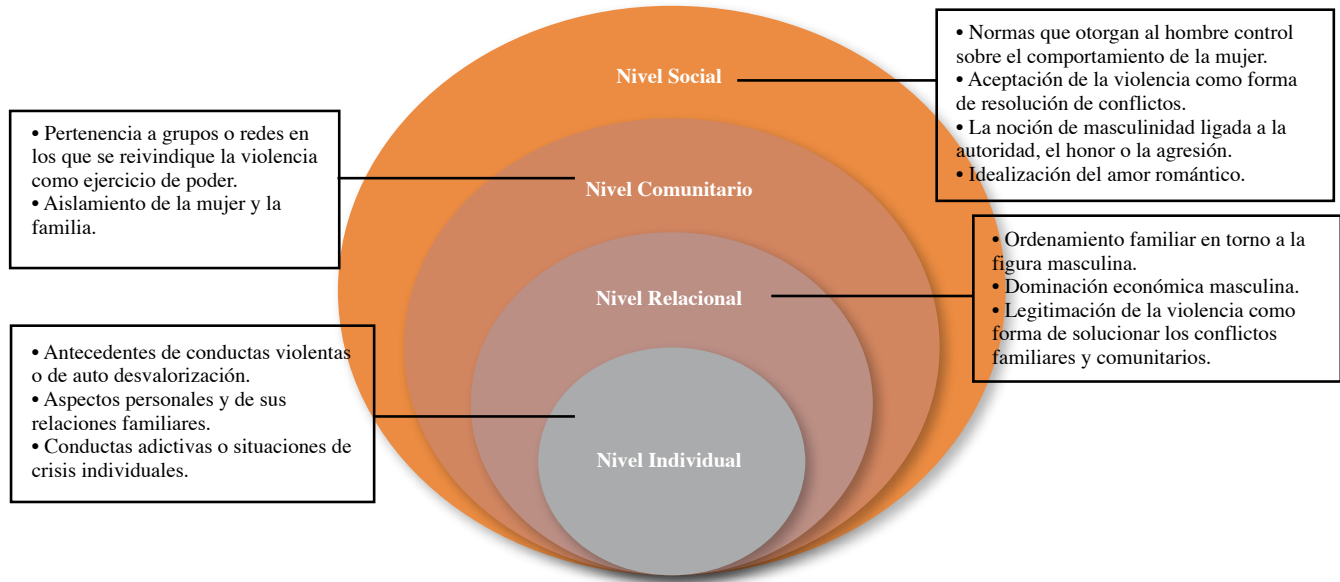 Nivel Social
• Normas que otorgan al hombre control
sobre el comportamiento de la mujer.
• Aceptación de la violencia como forma
de resolución de conflictos.
• La noción de masculinidad ligada a la
autoridad, el honor o la agresión.
• Idealización del amor romántico.
• Pertenencia a grupos o redes en
los que se reivindique la violencia
como ejercicio de poder.
• Aislamiento de la mujer y la
familia.
Nivel Comunitario
Nivel Relacional
• Ordenamiento familiar en torno a la
figura masculina.
• Dominación económica masculina.
• Legitimación de la violencia como
forma de solucionar los conflictos
familiares y comunitarios.
• Antecedentes de conductas violentas
o de auto desvalorización.
• Aspectos personales y de sus
relaciones familiares.
• Conductas adictivas o situaciones de
crisis individuales.
Nivel Individual